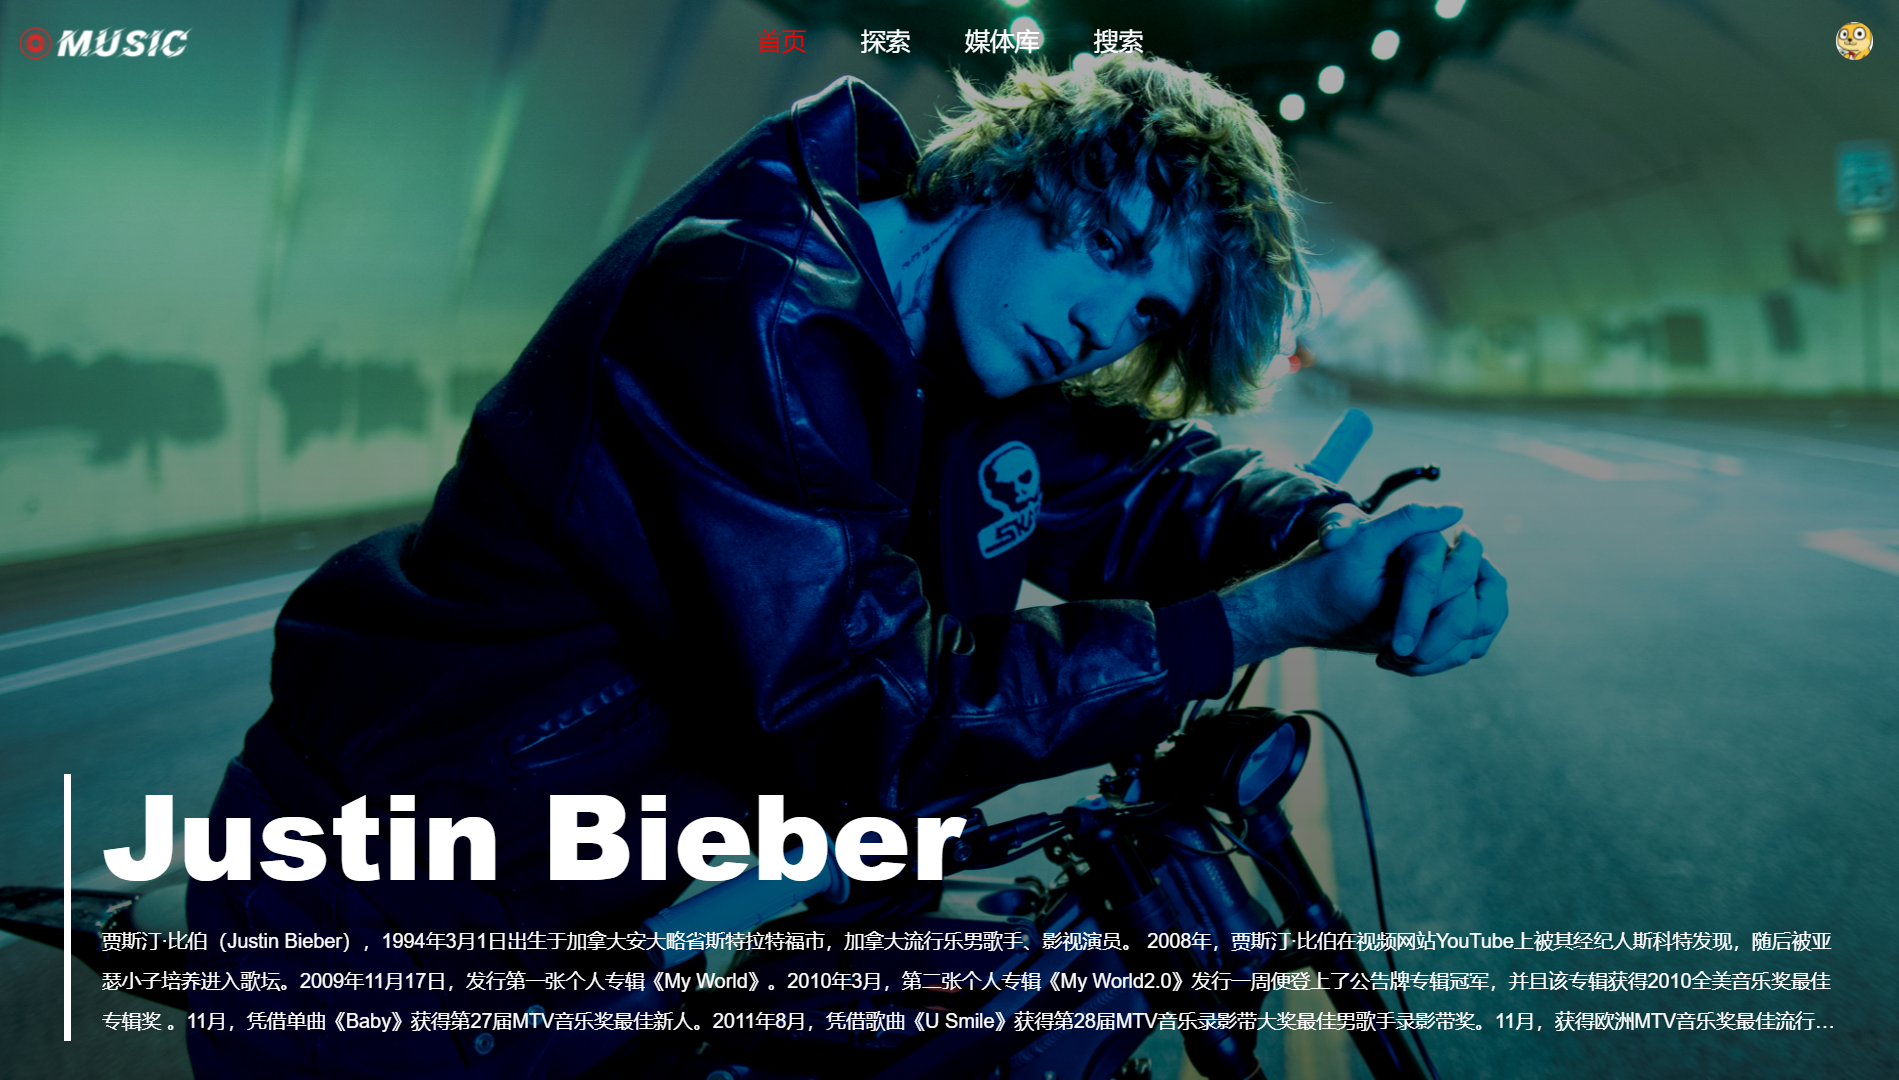 MUSIC
首页 探索 媒体库 搜索
SKA
Justin Bieber
贾斯汀·比伯（Justin Bieber），1994年3月1日出生于加拿大安大略省斯特拉特福市，加拿大流行乐男歌手、影视演员。 2008年，贾斯汀·比伯在视频网站YouTube上被其经纪人斯科特发现，随后被亚
瑟小子培养进入歌坛。2009年11月17日，发行第一张个人专辑《My World》。2010年3月，第二张个人专辑《My World2.0》发行一周便登上了公告牌专辑冠军，并且该专辑获得2010全美音乐奖最佳
专辑奖 。11月，凭借单曲《Baby》获得第27届MTV音乐奖最佳新人。2011年8月，凭借歌曲《U Smile》获得第28届MTV音乐录影带大奖最佳男歌手录影带奖。11月，获得欧洲MTV音乐奖最佳流行...